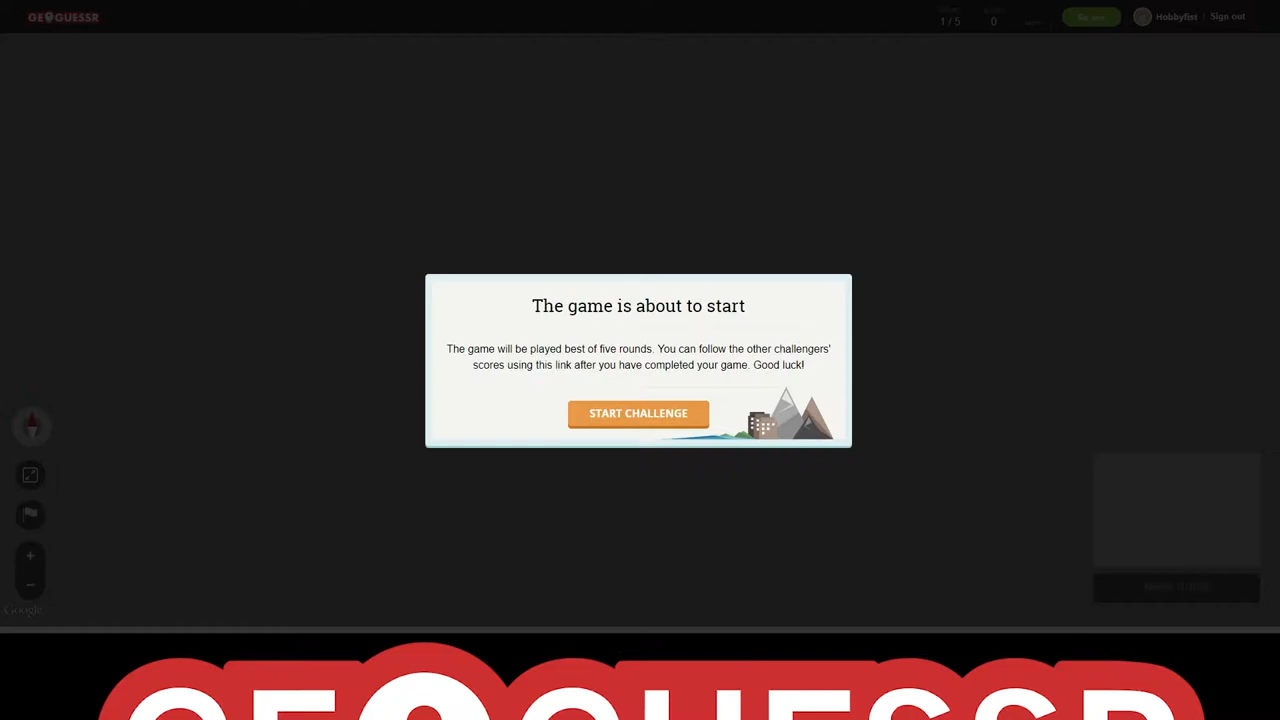 GEOGUESSR
1 / 5
0
Hobbyfist
Sign out
The game is about to start
The game will be played best of five rounds. You can follow the other challengers'
scores using this link after you have completed your game. Good luck!
START CHALLENGE
+
−
Google
GEOGUESSR